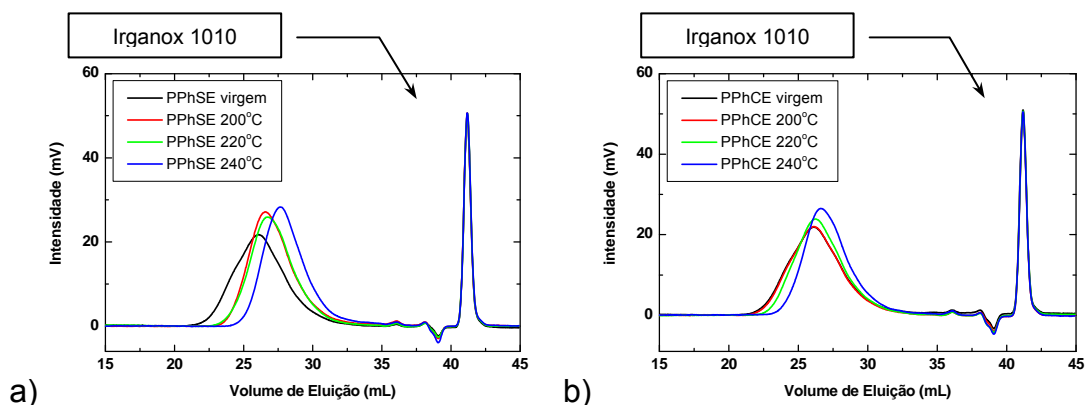 Irganox 1010
60
40
20
0
15 20 25 30 35 40 45
Intensidade (mV)
PPhSE virgem
PPhSE 200°C
PPhSE 220°C
PPhSE 240°C
Volume de Eluição (mL)
a)
Irganox 1010
60
40
20
0
15 20 25 30 35 40 45
intensidade (mV)
PPhCE virgem
PPhCE 200°C
PPhCE 220°C
PPhCE 240°C
Volume de Eluição (mL)
b)